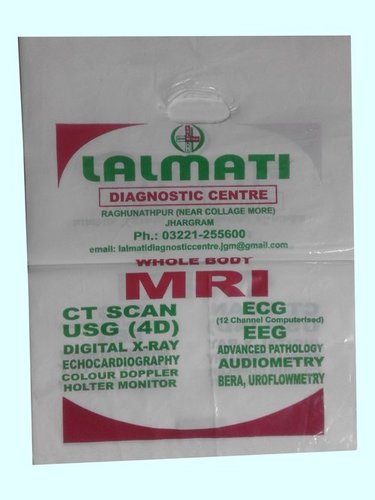 LALMATI
DIAGNOSTIC CENTRE
RAGHUNATHPUR (NEAR COLLAGE MORE)
JHARGRAM
Ph.: 03221-255600
email: lalmatidiagnosticcentre.jgm@gmail.com
WHOLE BODY
MRI
CT SCAN
USG (4D)
DIGITAL X-RAY
ECHOCARDIOGRAPHY
COLOUR DOPPLER
HOLTER MONITOR
ECG
(12 Channel Computerised)
EEG
ADVANCED PATHOLOGY
AUDIOMETRY
BERA, UROFLOWMETRY